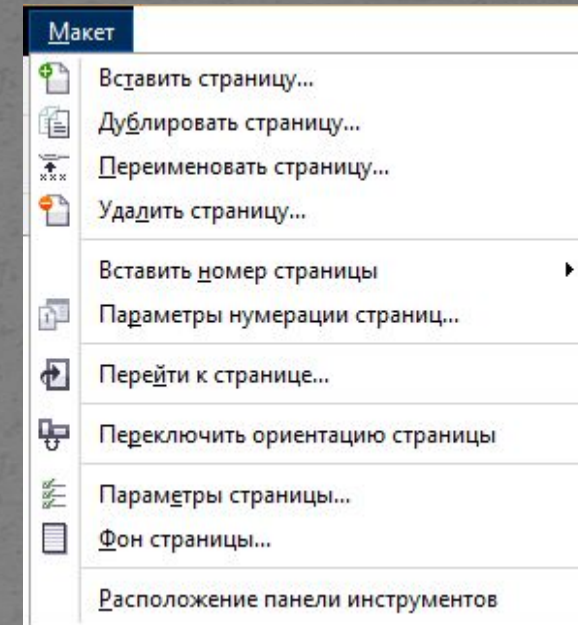 Макет
Вставить страницу...
Дублировать страницу...
Переименовать страницу...
Удалить страницу...
Вставить номер страницы
Параметры нумерации страниц...
Перейти к странице...
Переключить ориентацию страницы
Параметры страницы...
Фон страницы...
Расположение панели инструментов